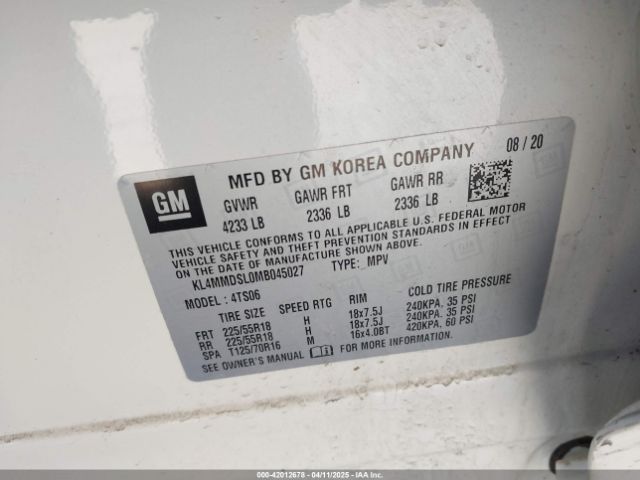 GM
MFD BY GM KOREA COMPANY 08 / 20
GVWR GAWR FRT GAWR RR
4233 LB 2336 LB 2336 LB
THIS VEHICLE CONFORMS TO ALL APPLICABLE U.S. FEDERAL MOTOR
VEHICLE SAFETY AND THEFT PREVENTION STANDARDS IN EFFECT
ON THE DATE OF MANUFACTURE SHOWN ABOVE.
KL4MMDSL0MB045027 TYPE: MPV
MODEL: 4TS06
TIRE SIZE SPEED RTG RIM COLD TIRE PRESSURE
FRT 225/55R18 H 18x7.5J 240KPA. 35 PSI
RR 225/55R18 H 18x7.5J 240KPA. 35 PSI
SPA T125/70R16 M 16x4.0BT 420KPA. 60 PSI
SEE OWNER'S MANUAL FOR MORE INFORMATION.
000-42012678 - 04/11/2025 - IAAI.COM